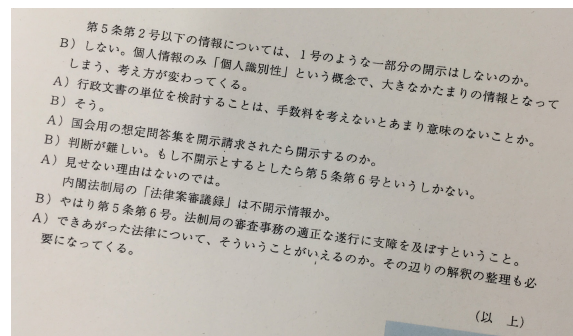 第5条第2号以下の情報については、1号のような一部分の開示はしないのか。
B）しない。個人情報のみ「個人識別性」という概念で、大きなかたまりの情報となって
しまう、考え方が変わってくる。
A）行政文書の単位を検討することは、手数料を考えないとあまり意味のないことか。
B）そう。
A）国会用の想定問答集を開示請求されたら開示するのか。
B）判断が難しい。もし不開示とするとしたら第5条第6号というしかない。
A）見せない理由はないのでは。
内閣法制局の「法律案審議録」は不開示情報か。
B）やはり第5条第6号。法制局の審査事務の適正な遂行に支障を及ぼすということ。
A）できあがった法律について、そういうことがいえるのか。その辺りの解釈の整理も必
要になってくる。
（以　上）